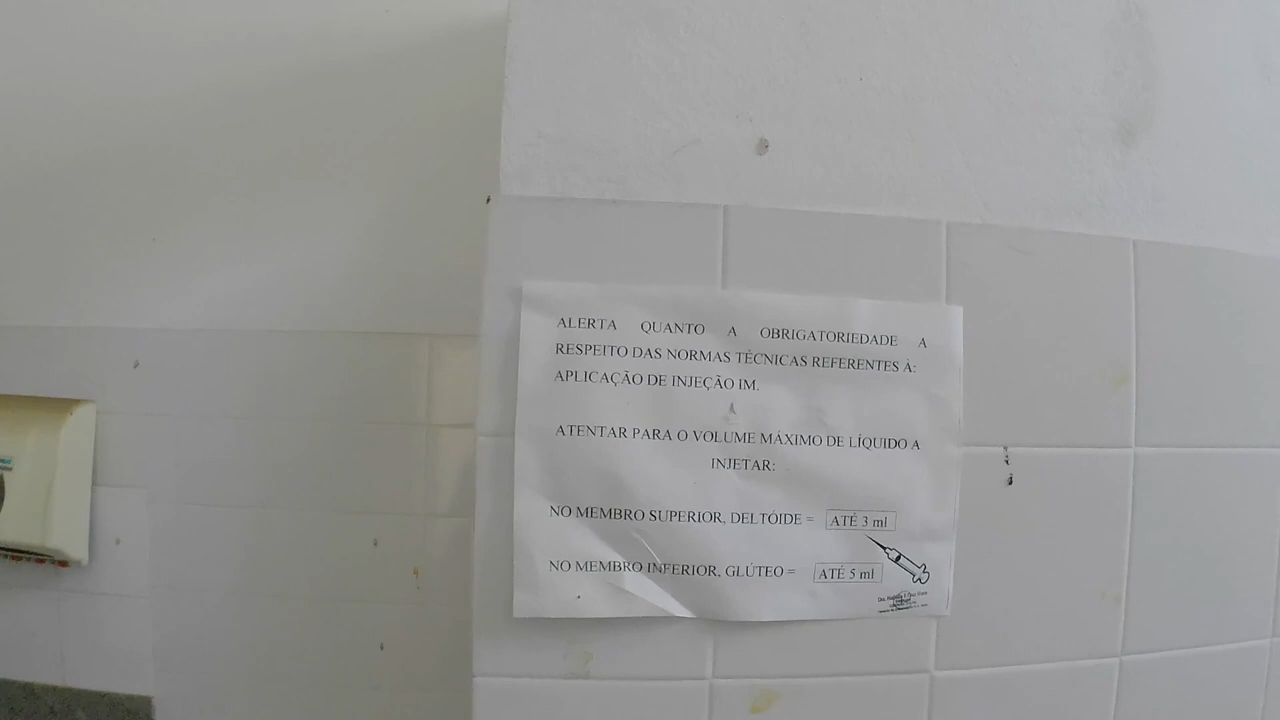 ALERTA QUANTO A OBRIGATORIEDADE A
RESPEITO DAS NORMAS TÉCNICAS REFERENTES À:
APLICAÇÃO DE INJEÇÃO IM.
ATENTAR PARA O VOLUME MÁXIMO DE LÍQUIDO A
INJETAR:
NO MEMBRO SUPERIOR, DELTÓIDE = ATÉ 3 ml
NO MEMBRO INFERIOR, GLÚTEO = ATÉ 5 ml